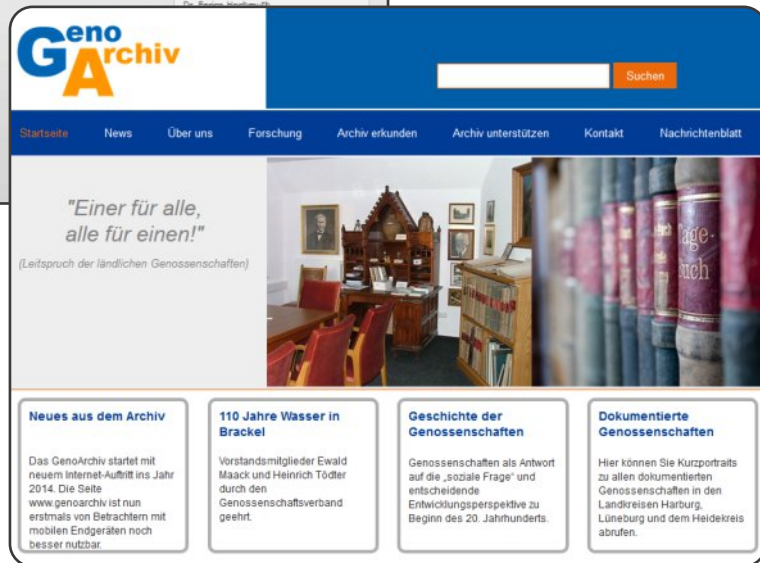 Geno
Archiv
Suchen
Startseite News Über uns Forschung Archiv erkunden Archiv unterstützen Kontakt Nachrichtenblatt
"Einer für alle,
alle für einen!"
(Leitspruch der ländlichen Genossenschaften)
Tage-
buch
Neues aus dem Archiv
Das GenoArchiv startet mit
neuem Internet-Auftritt ins Jahr
2014. Die Seite
www.genoarchiv ist nun
erstmals von Betrachtern mit
mobilen Endgeräten noch
besser nutzbar.
110 Jahre Wasser in
Brackel
Vorstandsmitglieder Ewald
Maack und Heinrich Tödter
durch den
Genossenschaftsverband
geehrt.
Geschichte der
Genossenschaften
Genossenschaften als Antwort
auf die „soziale Frage" und
entscheidende
Entwicklungsperspektive zu
Beginn des 20. Jahrhunderts.
Dokumentierte
Genossenschaften
Hier können Sie Kurzportraits
zu allen dokumentierten
Genossenschaften in den
Landkreisen Harburg,
Lüneburg und dem Heidekreis
abrufen.